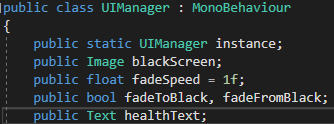 public class UIManager : MonoBehaviour
{
public static UIManager instance;
public Image blackScreen;
public float fadeSpeed = 1f;
public bool fadeToBlack, fadeFromBlack;
public Text healthText;